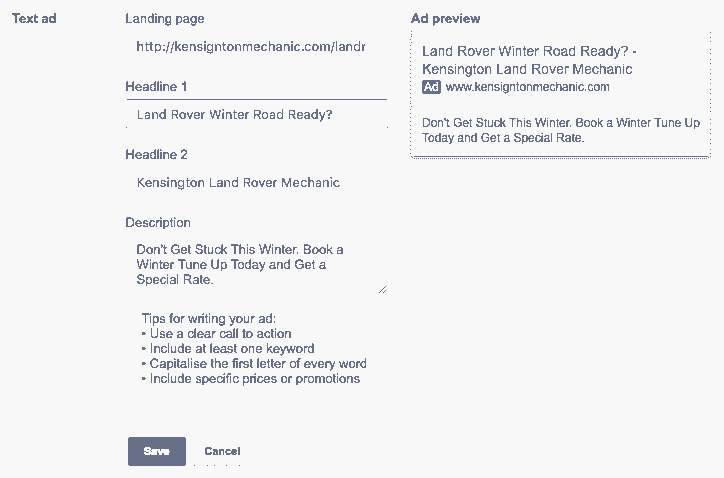 Text ad
Landing page
http://kensigntonmechanic.com/landr
Headline 1
Land Rover Winter Road Ready?
Headline 2
Kensington Land Rover Mechanic
Description
Don't Get Stuck This Winter. Book a
Winter Tune Up Today and Get a
Special Rate.
Tips for writing your ad:
• Use a clear call to action
• Include at least one keyword
• Capitalise the first letter of every word
• Include specific prices or promotions
Save
Cancel
Ad preview
Land Rover Winter Road Ready? -
Kensington Land Rover Mechanic
Ad www.kensigntonmechanic.com
Don't Get Stuck This Winter. Book a Winter Tune Up
Today and Get a Special Rate.